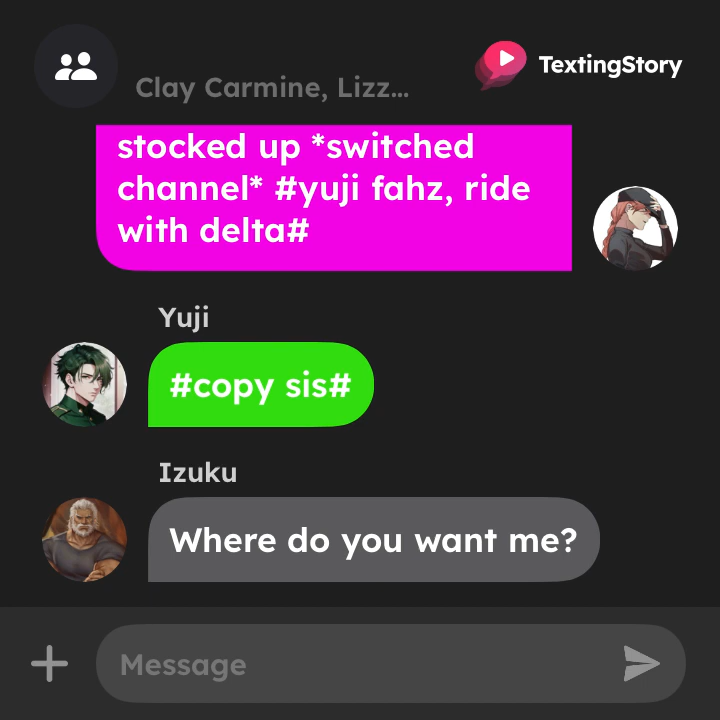 Clay Carmine, Lizz...
TextingStory
stocked up *switched
channel* #yuji fahz, ride
with delta#
Yuji
#copy sis#
Izuku
Where do you want me?
Message